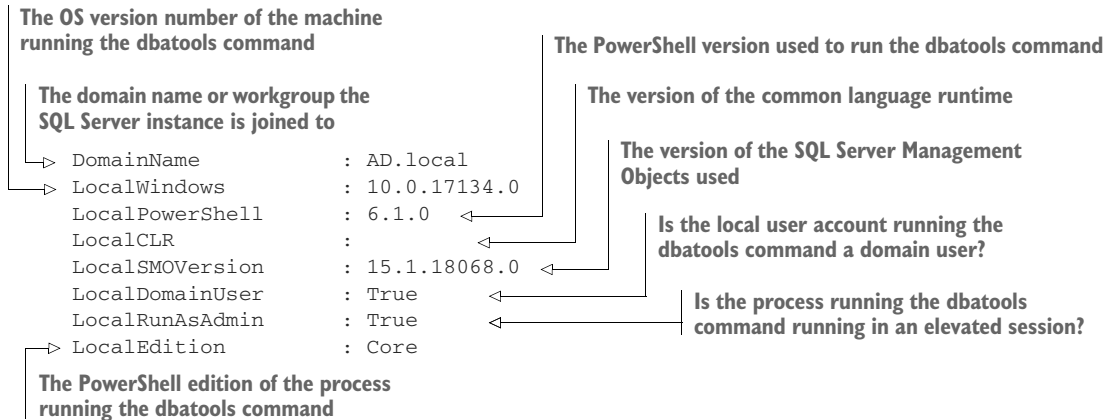 The OS version number of the machine
running the dbatools command
The PowerShell version used to run the dbatools command
The domain name or workgroup the
SQL Server instance is joined to
The version of the common language runtime
The version of the SQL Server Management
Objects used
DomainName : AD.local
LocalWindows : 10.0.17134.0
LocalPowerShell : 6.1.0
LocalCLR :
LocalSMOVersion : 15.1.18068.0
LocalDomainUser : True
LocalRunAsAdmin : True
LocalEdition : Core
Is the local user account running the
dbatools command a domain user?
Is the process running the dbatools
command running in an elevated session?
The PowerShell edition of the process
running the dbatools command